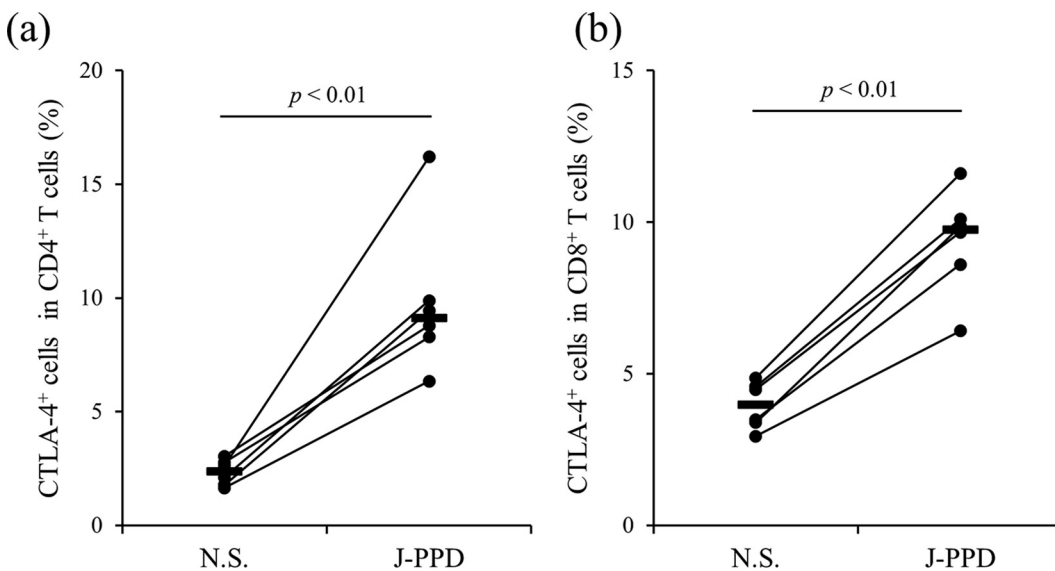 (a)
CTLA-4⁺ cells in CD4⁺ T cells (%)
20
15
10
5
0
p < 0.01
N.S.
J-PPD
(b)
CTLA-4⁺ cells in CD8⁺ T cells (%)
15
10
5
0
p < 0.01
N.S.
J-PPD